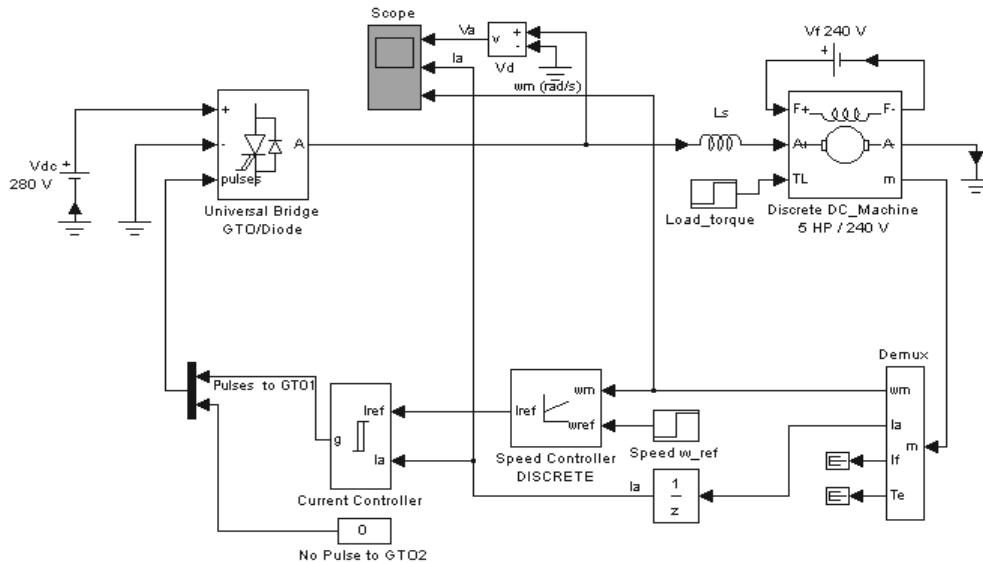 Scope
Va
Ia
wm (rad/s)
v
+
-
Vd
Vf 240 V
+
Vdc +
280 V
+
-
pulses
A
Universal Bridge
GTO/Diode
Ls
F+
F-
A+
A-
TL
m
Load_torque
Discrete DC_Machine
5 HP / 240 V
Demux
wm
Ia
m
If
Te
Pulses to GTO1
Iref
g
Ia
Current Controller
wm
Iref
wref
Speed Controller
DISCRETE
Speed w_ref
Ia
1
z
0
No Pulse to GTO2